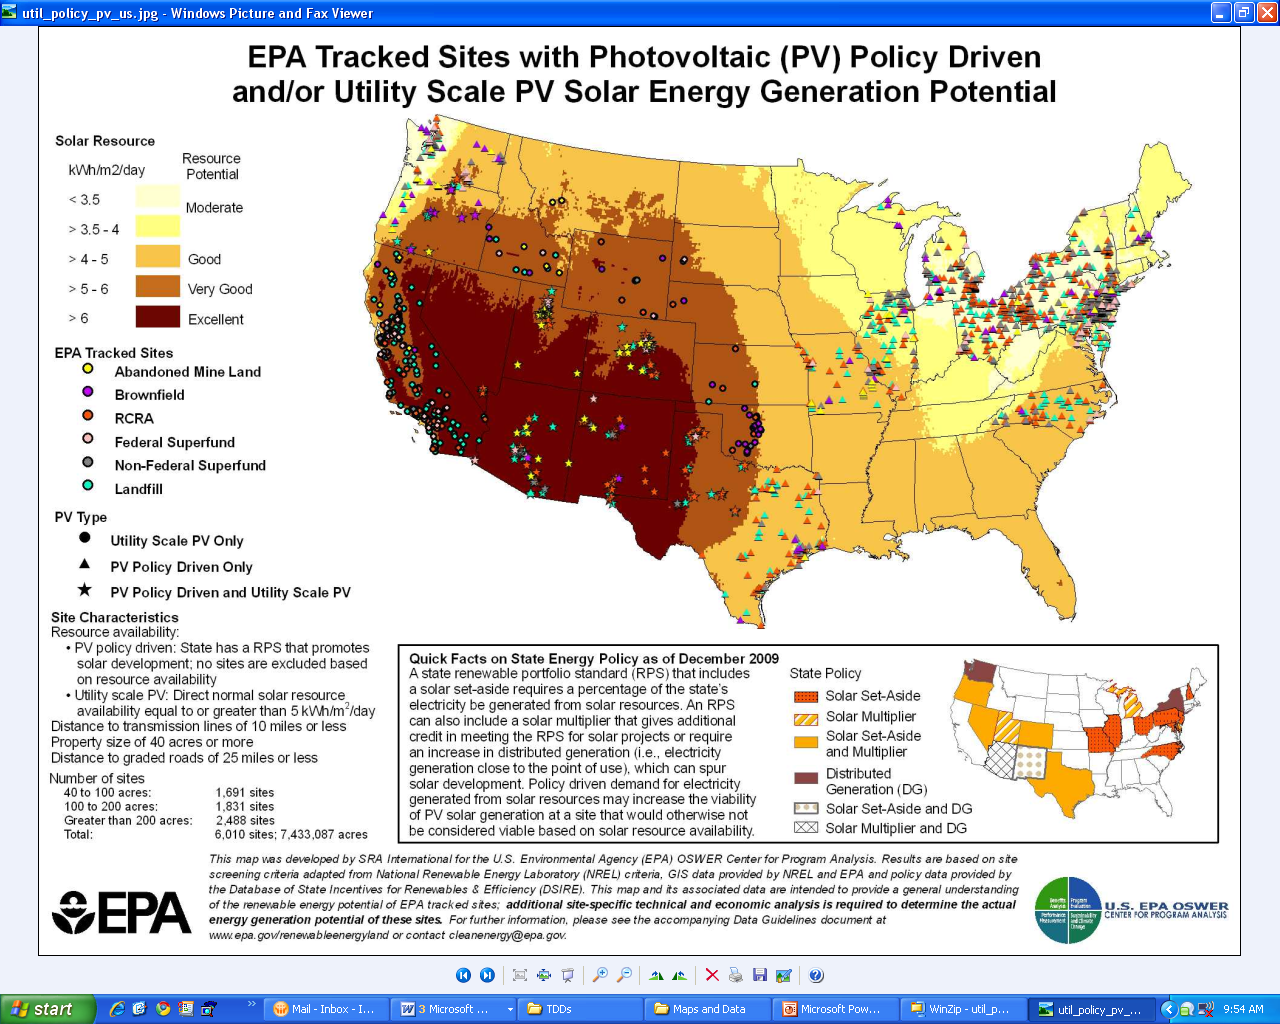 util_policy_pv_us.jpg - Windows Picture and Fax Viewer
EPA Tracked Sites with Photovoltaic (PV) Policy Driven
and/or Utility Scale PV Solar Energy Generation Potential
Solar Resource
kWh/m2/day
Resource
Potential
< 3.5
Moderate
> 3.5 - 4
> 4 - 5
Good
> 5 - 6
Very Good
> 6
Excellent
EPA Tracked Sites
Abandoned Mine Land
Brownfield
RCRA
Federal Superfund
Non-Federal Superfund
Landfill
PV Type
Utility Scale PV Only
PV Policy Driven Only
PV Policy Driven and Utility Scale PV
Site Characteristics
Resource availability:
• PV policy driven: State has a RPS that promotes
solar development; no sites are excluded based
on resource availability
• Utility scale PV: Direct normal solar resource
availability equal to or greater than 5 kWh/m2/day
Distance to transmission lines of 10 miles or less
Property size of 40 acres or more
Distance to graded roads of 25 miles or less
Number of sites
40 to 100 acres: 1,691 sites
100 to 200 acres: 1,831 sites
Greater than 200 acres: 2,488 sites
Total: 6,010 sites; 7,433,087 acres
Quick Facts on State Energy Policy as of December 2009
A state renewable portfolio standard (RPS) that includes
a solar set-aside requires a percentage of the state's
electricity be generated from solar resources. An RPS
can also include a solar multiplier that gives additional
credit in meeting the RPS for solar projects or require
an increase in distributed generation (i.e., electricity
generation close to the point of use), which can spur
solar development. Policy driven demand for electricity
generated from solar resources may increase the viability
of PV solar generation at a site that would otherwise not
be considered viable based on solar resource availability.
State Policy
Solar Set-Aside
Solar Multiplier
Solar Set-Aside
and Multiplier
Distributed
Generation (DG)
Solar Set-Aside and DG
Solar Multiplier and DG
This map was developed by SRA International for the U.S. Environmental Agency (EPA) OSWER Center for Program Analysis. Results are based on site
screening criteria adapted from National Renewable Energy Laboratory (NREL) criteria, GIS data provided by NREL and EPA and policy data provided by
the Database of State Incentives for Renewables & Efficiency (DSIRE). This map and its associated data are intended to provide a general understanding
of the renewable energy potential of EPA tracked sites; additional site-specific technical and economic analysis is required to determine the actual
energy generation potential of these sites. For further information, please see the accompanying Data Guidelines document at
www.epa.gov/renewableenergyland or contact cleanenergy@epa.gov.
EPA
Benefits Analysis
Program Evaluation
Performance Measurement
Sustainability and Climate Change
U.S. EPA OSWER
CENTER FOR PROGRAM ANALYSIS
start
Mail - Inbox - I...
3 Microsoft ...
TDDs
Maps and Data
Microsoft Pow...
WinZip - util_p...
util_policy_pv_...
9:54 AM